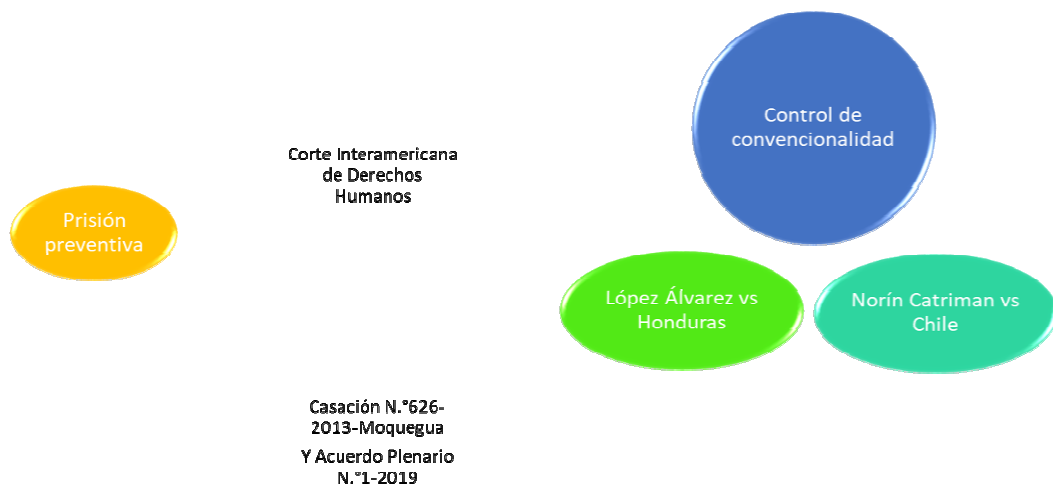 Prisión
preventiva
Corte Interamericana
de Derechos
Humanos
Casación N.°626-
2013-Moquegua
Y Acuerdo Plenario
N.°1-2019
Control de
convencionalidad
López Álvarez vs
Honduras
Norín Catriman vs
Chile